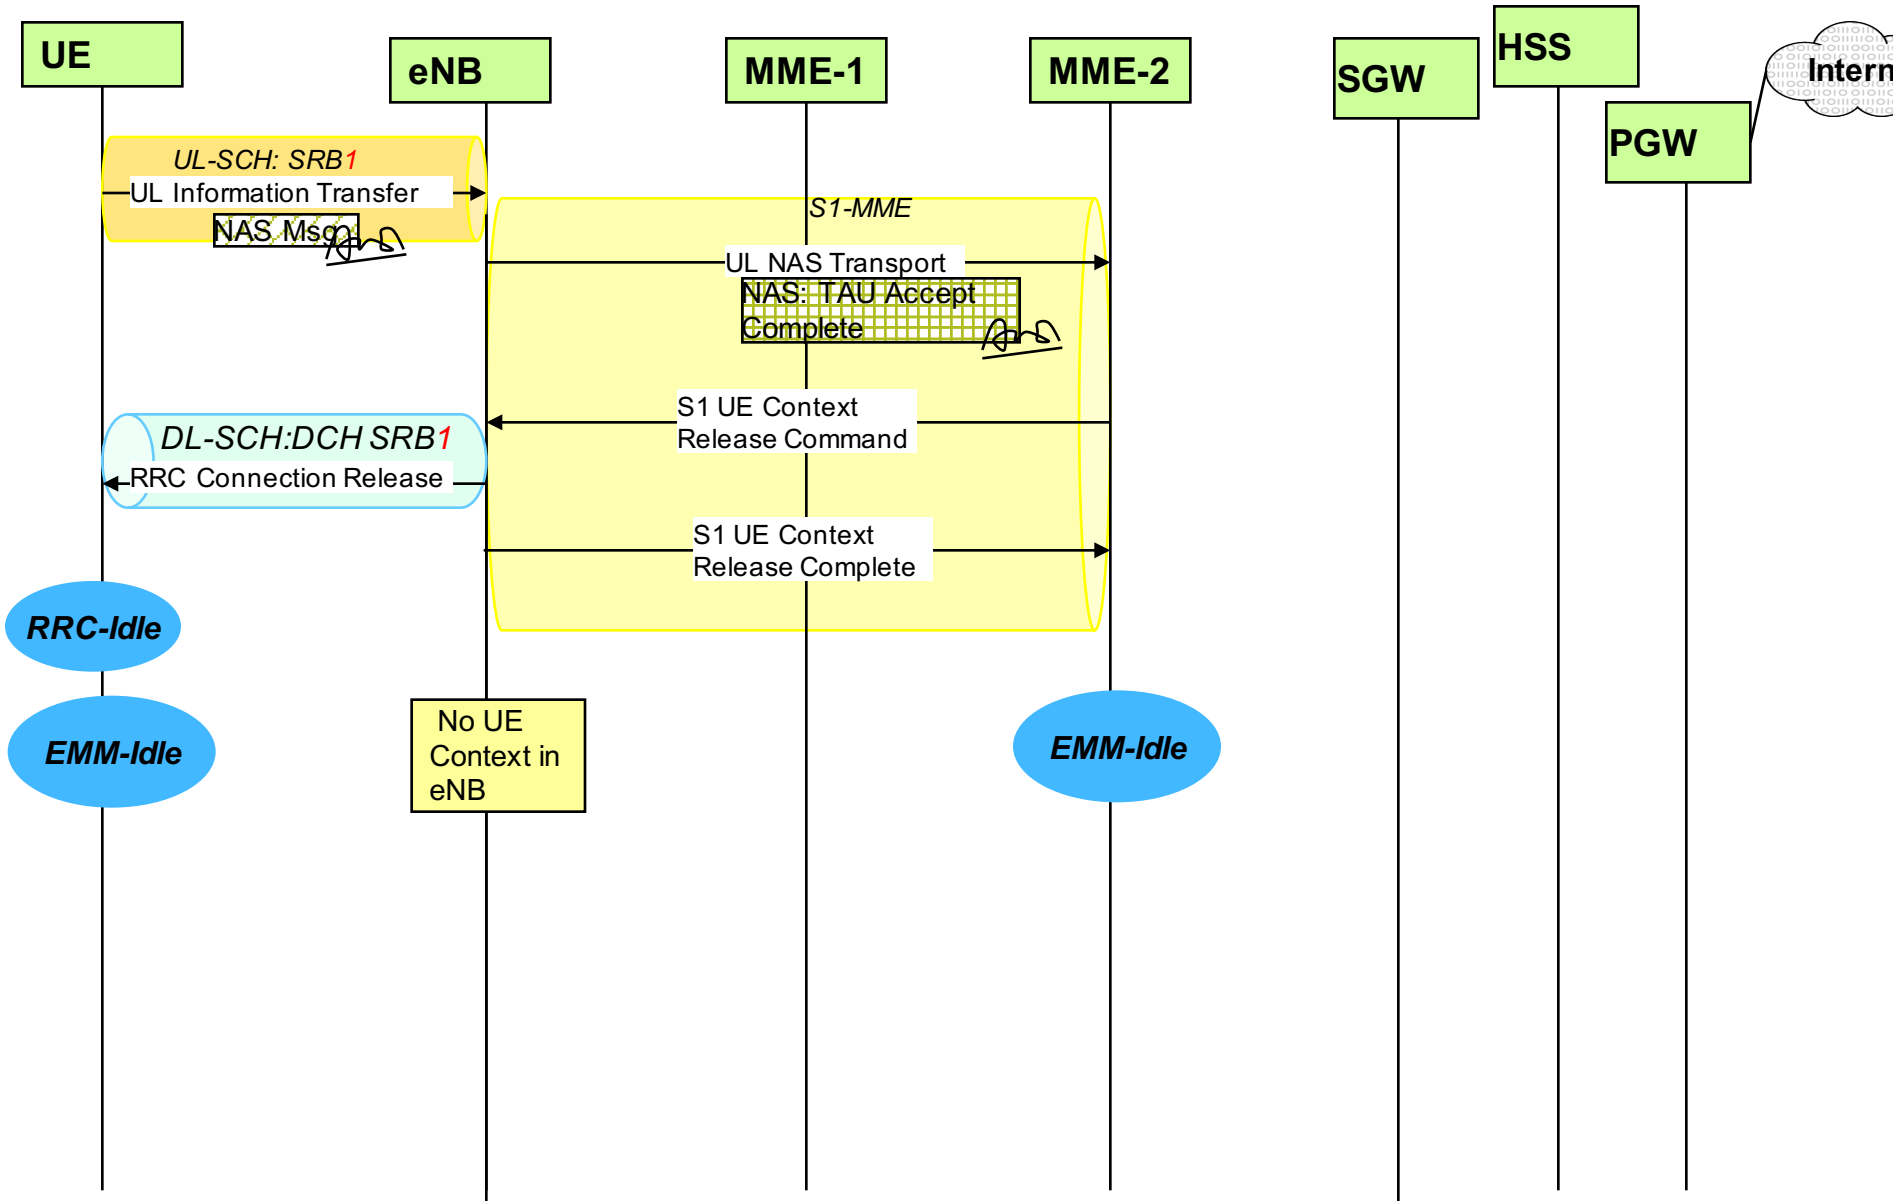 UE
eNB
MME-1
MME-2
SGW
HSS
PGW
Intern
UL-SCH: SRB1
UL Information Transfer
NAS Msg
S1-MME
UL NAS Transport
NAS: TAU Accept
Complete
S1 UE Context
Release Command
DL-SCH:DCH SRB1
RRC Connection Release
S1 UE Context
Release Complete
RRC-Idle
EMM-Idle
No UE
Context in
eNB
EMM-Idle